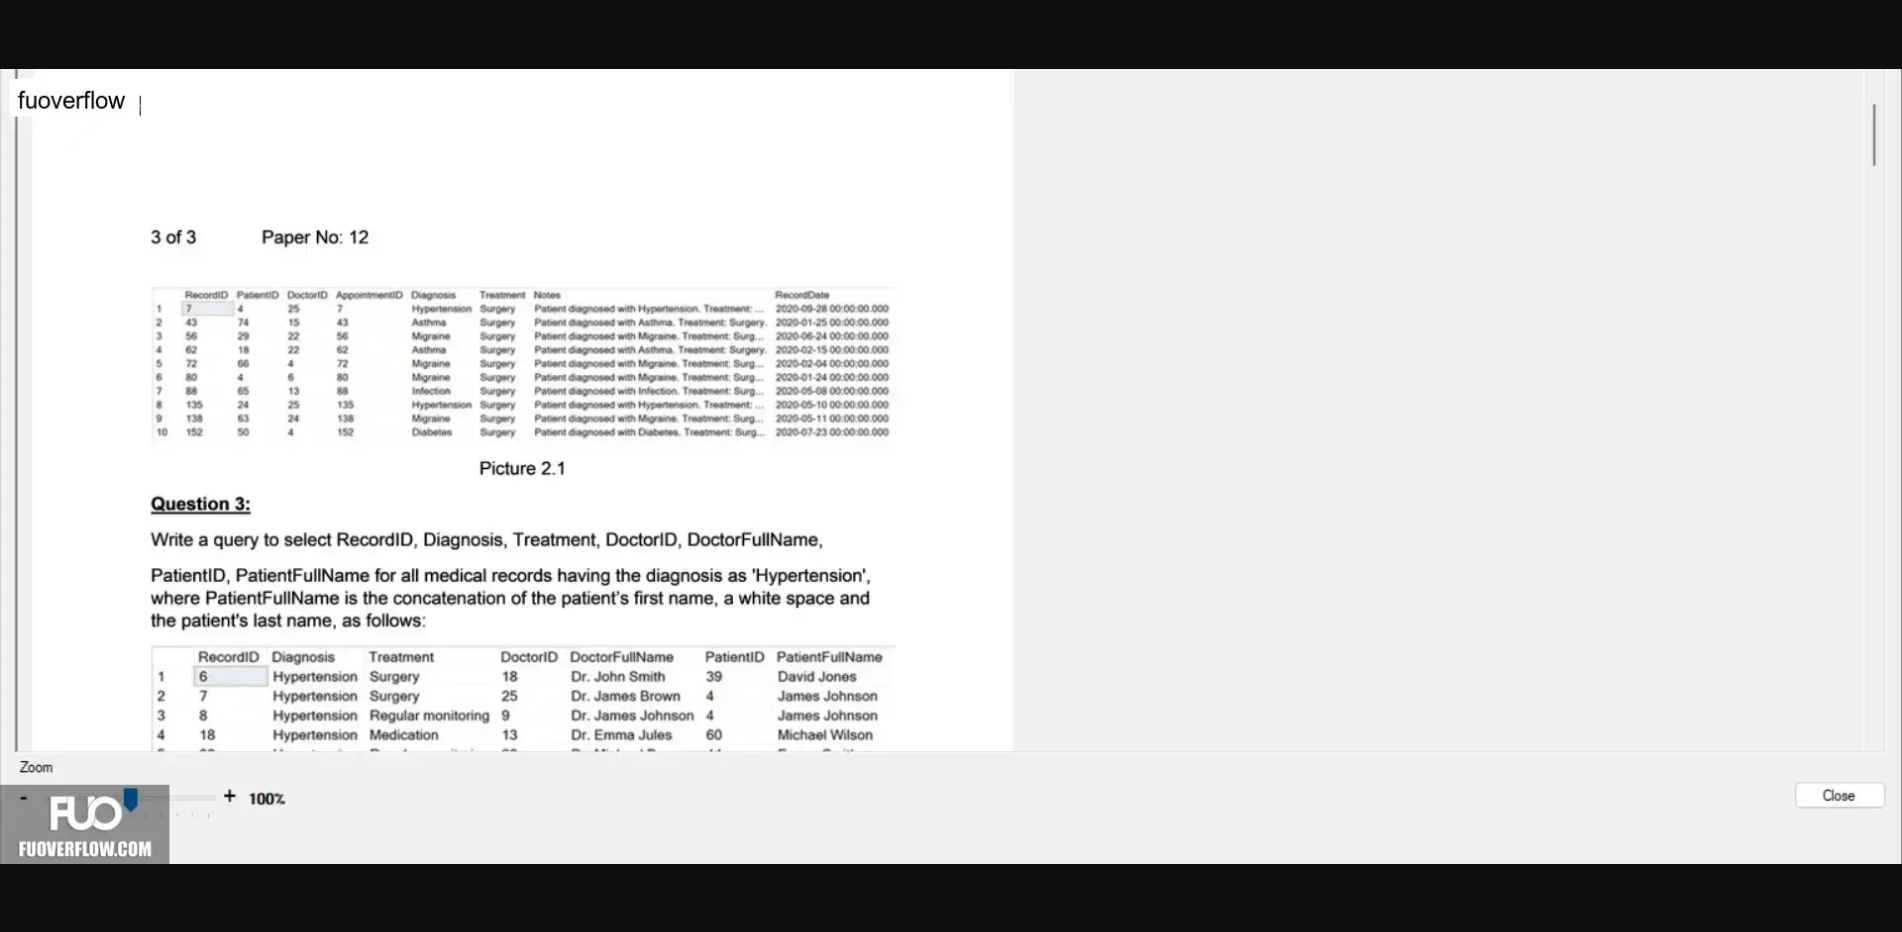 fuoverflow
3 of 3 Paper No: 12
RecordID PatientID DoctorID AppointmentID Diagnosis Treatment Notes RecordDate
1 7 4 25 7 Hypertension Surgery Patient diagnosed with Hypertension. Treatment: ... 2020-09-28 00:00:00.000
2 43 74 15 43 Asthma Surgery Patient diagnosed with Asthma. Treatment: Surgery. 2020-01-25 00:00:00.000
3 56 29 22 56 Migraine Surgery Patient diagnosed with Migraine. Treatment: Surg... 2020-06-24 00:00:00.000
4 62 18 22 62 Asthma Surgery Patient diagnosed with Asthma. Treatment: Surgery. 2020-02-15 00:00:00.000
5 72 66 4 72 Migraine Surgery Patient diagnosed with Migraine. Treatment: Surg... 2020-02-04 00:00:00.000
6 80 4 6 80 Migraine Surgery Patient diagnosed with Migraine. Treatment: Surg... 2020-01-24 00:00:00.000
7 88 65 13 88 Infection Surgery Patient diagnosed with Infection. Treatment: Surg... 2020-05-08 00:00:00.000
8 135 24 25 135 Hypertension Surgery Patient diagnosed with Hypertension. Treatment: ... 2020-05-10 00:00:00.000
9 138 63 24 138 Migraine Surgery Patient diagnosed with Migraine. Treatment: Surg... 2020-05-11 00:00:00.000
10 152 50 4 152 Diabetes Surgery Patient diagnosed with Diabetes. Treatment: Surg... 2020-07-23 00:00:00.000
Picture 2.1
Question 3:
Write a query to select RecordID, Diagnosis, Treatment, DoctorID, DoctorFullName,
PatientID, PatientFullName for all medical records having the diagnosis as 'Hypertension',
where PatientFullName is the concatenation of the patient's first name, a white space and
the patient's last name, as follows:
RecordID Diagnosis Treatment DoctorID DoctorFullName PatientID PatientFullName
1 6 Hypertension Surgery 18 Dr. John Smith 39 David Jones
2 7 Hypertension Surgery 25 Dr. James Brown 4 James Johnson
3 8 Hypertension Regular monitoring 9 Dr. James Johnson 4 James Johnson
4 18 Hypertension Medication 13 Dr. Emma Jules 60 Michael Wilson
Zoom
- + 100%
Close
FUO
FUOVERFLOW.COM